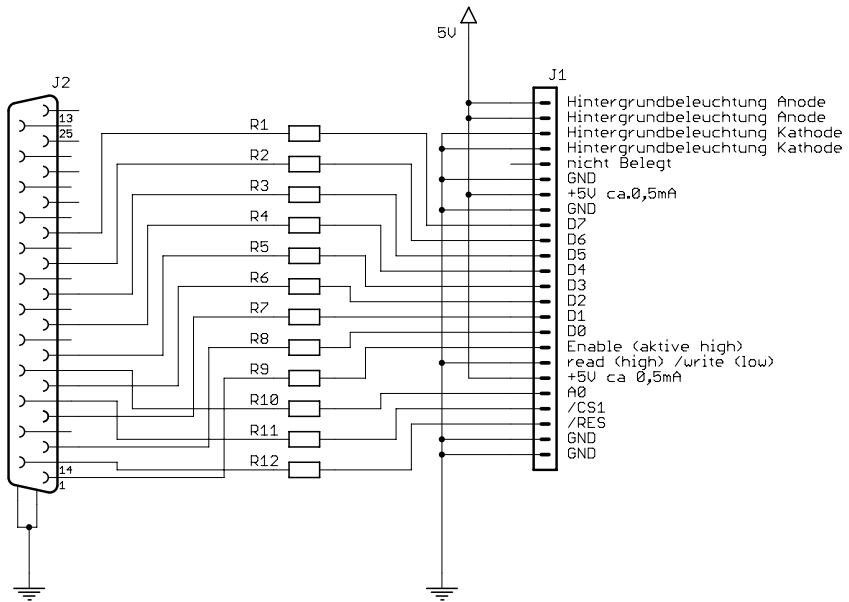 5V
J2
J1
13
25
14
1
R1
R2
R3
R4
R5
R6
R7
R8
R9
R10
R11
R12
Hintergrundbeleuchtung Anode
Hintergrundbeleuchtung Anode
Hintergrundbeleuchtung Kathode
Hintergrundbeleuchtung Kathode
nicht Belegt
GND
+5V ca.0,5mA
GND
D7
D6
D5
D4
D3
D2
D1
D0
Enable (aktive high)
read (high) /write (low)
+5V ca 0,5mA
A0
/CS1
/RES
GND
GND